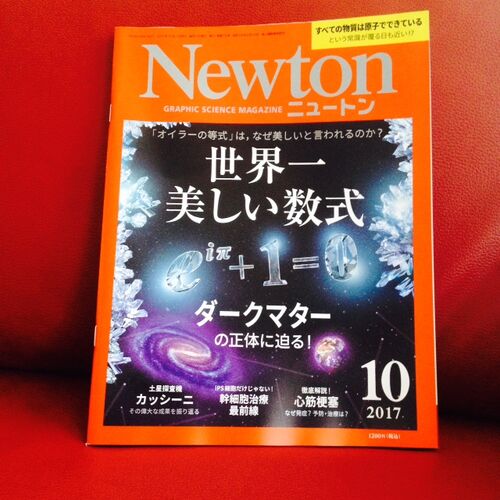 すべての物質は原子でできている
という常識が覆る日も近い!?
Newton
GRAPHIC SCIENCE MAGAZINE ニュートン
「オイラーの等式」は，なぜ美しいと言われるのか?
世界一
美しい数式
e^iπ+1=0
ダークマター
の正体に迫る!
土星探査機
カッシーニ
その偉大な成果を振り返る
iPS細胞だけじゃない!
幹細胞治療
最前線
徹底解説!
心筋梗塞
なぜ発症? 予防・治療は?
10
2017
1200円(税込)